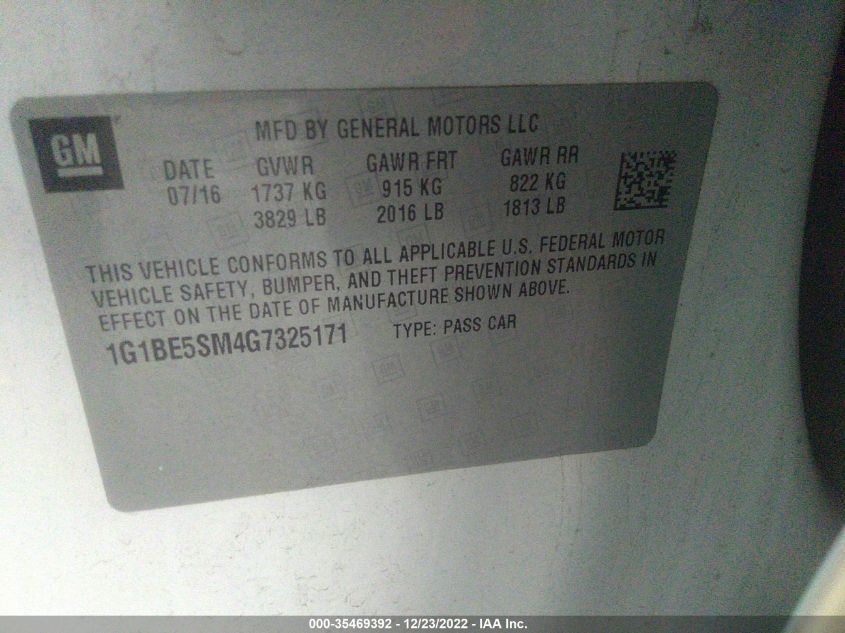 GM
MFD BY GENERAL MOTORS LLC
DATE GVWR GAWR FRT GAWR RR
07/16 1737 KG 915 KG 822 KG
3829 LB 2016 LB 1813 LB
THIS VEHICLE CONFORMS TO ALL APPLICABLE U.S. FEDERAL MOTOR
VEHICLE SAFETY, BUMPER, AND THEFT PREVENTION STANDARDS IN
EFFECT ON THE DATE OF MANUFACTURE SHOWN ABOVE.
1G1BE5SM4G7325171 TYPE: PASS CAR
000-35469392 - 12/23/2022 - IAA Inc.